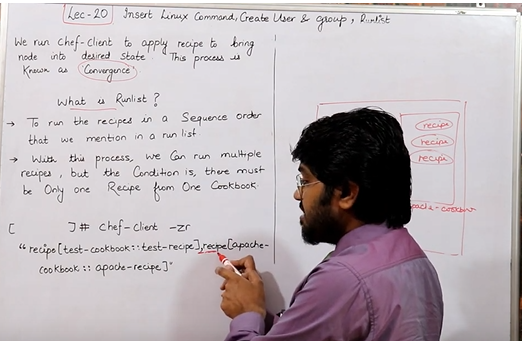 Lec-20 Insert Linux Command, Create User & group, Runlist
We run Chef-Client to apply recipe to bring
node into desired state. This process is
Known as 'Convergence'
What is Runlist?
→ To run the recipes in a Sequence order
that we mention in a run list
→ With this process, we Can run multiple
recipes, but the Condition is, there must
be Only one Recipe from One Cookbook.
[ ]# chef-client -zr
"recipe[test-cookbook::test-recipe],recipe[apache-
cookbook:: apache-recipe]"
recipe
recipe
recipe